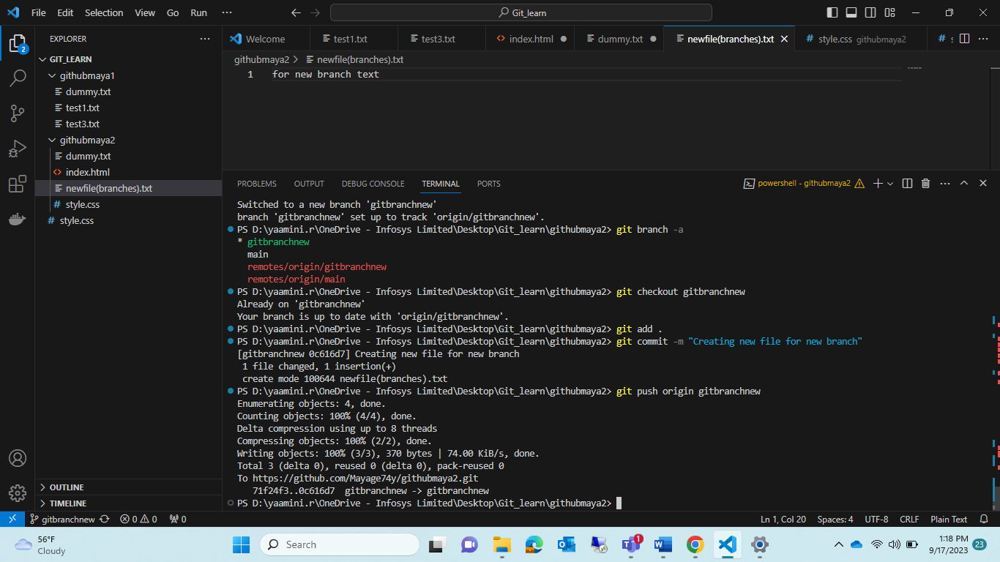 File Edit Selection View Go Run ··· Git_learn
EXPLORER ···
GIT_LEARN
githubmaya1
dummy.txt
test1.txt
test3.txt
githubmaya2
dummy.txt
index.html
newfile(branches).txt
style.css
style.css
OUTLINE
TIMELINE
2
Welcome test1.txt test3.txt index.html dummy.txt newfile(branches).txt style.css githubmaya2 s ···
githubmaya2 > newfile(branches).txt
1 for new branch text
PROBLEMS OUTPUT DEBUG CONSOLE TERMINAL PORTS powershell - githubmaya2 ···
Switched to a new branch 'gitbranchnew'
branch 'gitbranchnew' set up to track 'origin/gitbranchnew'.
PS D:\yaamini.r\OneDrive - Infosys Limited\Desktop\Git_learn\githubmaya2> git branch -a
* gitbranchnew
main
remotes/origin/gitbranchnew
remotes/origin/main
PS D:\yaamini.r\OneDrive - Infosys Limited\Desktop\Git_learn\githubmaya2> git checkout gitbranchnew
Already on 'gitbranchnew'
Your branch is up to date with 'origin/gitbranchnew'.
PS D:\yaamini.r\OneDrive - Infosys Limited\Desktop\Git_learn\githubmaya2> git add .
PS D:\yaamini.r\OneDrive - Infosys Limited\Desktop\Git_learn\githubmaya2> git commit -m "Creating new file for new branch"
[gitbranchnew 0c616d7] Creating new file for new branch
1 file changed, 1 insertion(+)
create mode 100644 newfile(branches).txt
PS D:\yaamini.r\OneDrive - Infosys Limited\Desktop\Git_learn\githubmaya2> git push origin gitbranchnew
Enumerating objects: 4, done.
Counting objects: 100% (4/4), done.
Delta compression using up to 8 threads
Compressing objects: 100% (2/2), done.
Writing objects: 100% (3/3), 370 bytes | 74.00 KiB/s, done.
Total 3 (delta 0), reused 0 (delta 0), pack-reused 0
To https://github.com/Mayage74y/githubmaya2.git
71f24f3..0c616d7  gitbranchnew -> gitbranchnew
PS D:\yaamini.r\OneDrive - Infosys Limited\Desktop\Git_learn\githubmaya2>
gitbranchnew 0 0 0 Ln 1, Col 20 Spaces: 4 UTF-8 CRLF Plain Text
56°F
Cloudy
Search
1
1:18 PM
9/17/2023
23